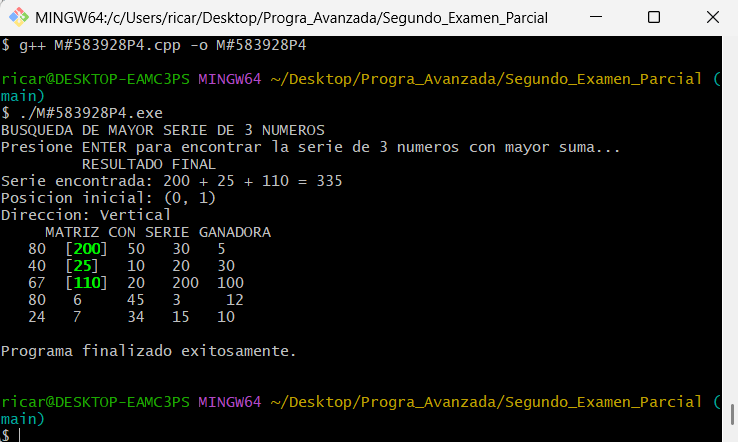 MINGW64:/c/Users/ricar/Desktop/Progra_Avanzada/Segundo_Examen_Parcial
$ g++ M#583928P4.cpp -o M#583928P4
ricar@DESKTOP-EAMC3PS MINGW64 ~/Desktop/Progra_Avanzada/Segundo_Examen_Parcial (
main)
$ ./M#583928P4.exe
BUSQUEDA DE MAYOR SERIE DE 3 NUMEROS
Presione ENTER para encontrar la serie de 3 numeros con mayor suma...
RESULTADO FINAL
Serie encontrada: 200 + 25 + 110 = 335
Posicion inicial: (0, 1)
Direccion: Vertical
MATRIZ CON SERIE GANADORA
80 [200] 50 30 5
40 [25] 10 20 30
67 [110] 20 200 100
80 6 45 3 12
24 7 34 15 10
Programa finalizado exitosamente.
ricar@DESKTOP-EAMC3PS MINGW64 ~/Desktop/Progra_Avanzada/Segundo_Examen_Parcial (
main)
$